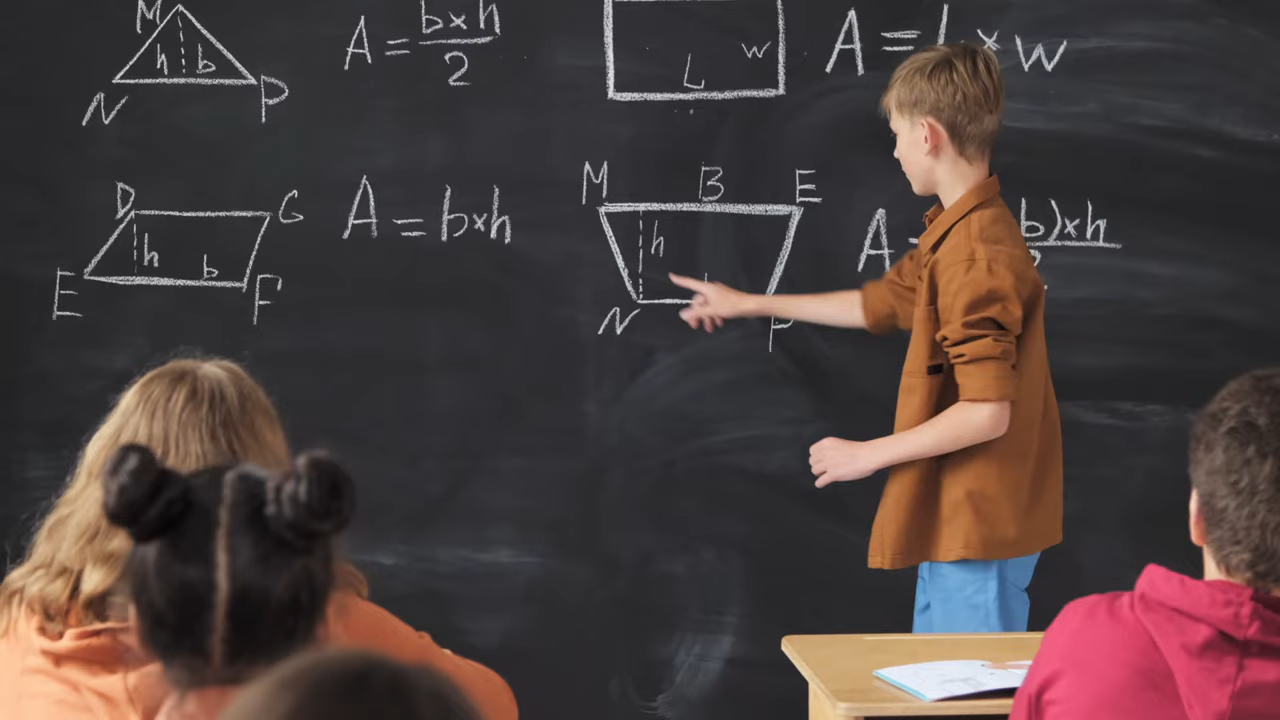 M
h b
N P
A = b×h
2
W
L
A = l × W
D G
h b
E F
A = b×h
M B E
h
N P
A
b)×h